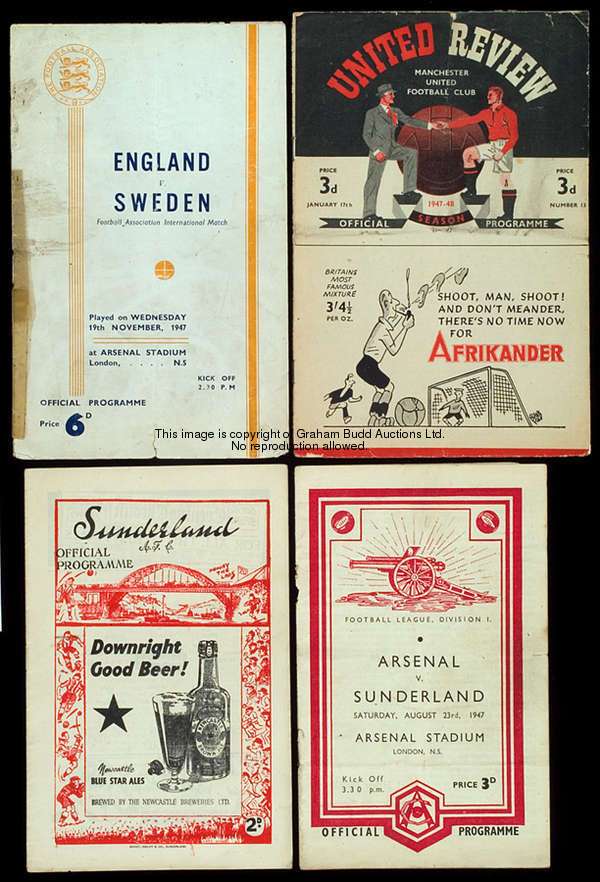 THE FOOTBALL ASSOCIATION
ENGLAND
V.
SWEDEN
Football Association International Match
Played on WEDNESDAY
19th NOVEMBER, 1947
at ARSENAL STADIUM
London, . . . . N.5
KICK OFF
2.30 P.M
OFFICIAL PROGRAMME
Price 6D
UNITED REVIEW
MANCHESTER
UNITED
FOOTBALL CLUB
PRICE
3d
JANUARY 17th
PRICE
3d
NUMBER 13
1947-48
SEASON
OFFICIAL PROGRAMME
BRITAINS
MOST
FAMOUS
MIXTURE
3/4½
PER OZ.
SHOOT, MAN, SHOOT!
AND DON'T MEANDER,
THERE'S NO TIME NOW
FOR
AFRIKANDER
This image is copyright of Graham Budd Auctions Ltd.
No reproduction allowed.
Sunderland
A.F.C.
OFFICIAL
PROGRAMME
Downright
Good Beer!
Newcastle
BLUE STAR ALES
BREWED BY THE NEWCASTLE BREWERIES LTD.
2D
FOOTBALL LEAGUE, DIVISION I.
ARSENAL
V.
SUNDERLAND
SATURDAY, AUGUST 23rd, 1947
ARSENAL STADIUM
LONDON, N.5.
Kick Off
3.30 p.m.
PRICE 3D
OFFICIAL PROGRAMME